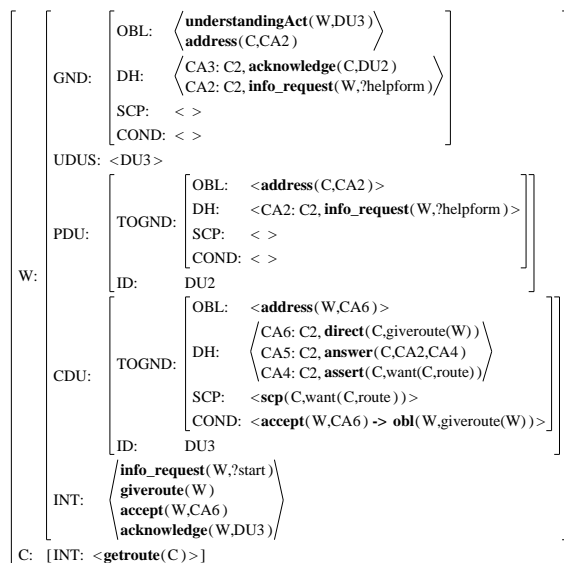 OBL: <understandingAct(W,DU3)
address(C,CA2)>
GND: DH: <CA3: C2, acknowledge(C,DU2)
CA2: C2, info_request(W,?helpform)>
SCP: < >
COND: < >
UDUS: <DU3>
OBL: <address(C,CA2)>
PDU: TOGND: DH: <CA2: C2, info_request(W,?helpform)>
SCP: < >
COND: < >
W: ID: DU2
OBL: <address(W,CA6)>
CA6: C2, direct(C,giveroute(W))
CDU: TOGND: DH: CA5: C2, answer(C,CA2,CA4)
CA4: C2, assert(C,want(C,route))
SCP: <scp(C,want(C,route))>
COND: <accept(W,CA6) -> obl(W,giveroute(W))>
ID: DU3
info_request(W,?start)
INT: giveroute(W)
accept(W,CA6)
acknowledge(W,DU3)
C: [INT: <getroute(C)>]